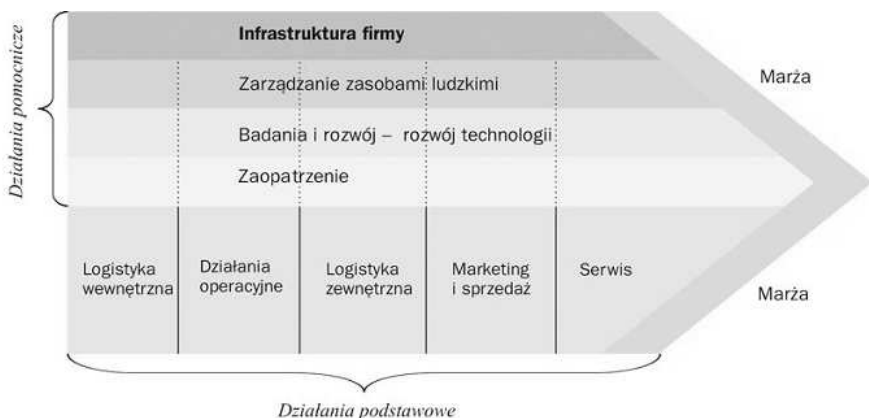 Działania pomocnicze
Infrastruktura firmy
Zarządzanie zasobami ludzkimi
Badania i rozwój – rozwój technologii
Zaopatrzenie
Marża
Logistyka
wewnętrzna
Działania
operacyjne
Logistyka
zewnętrzna
Marketing
i sprzedaż
Serwis
Marża
Działania podstawowe